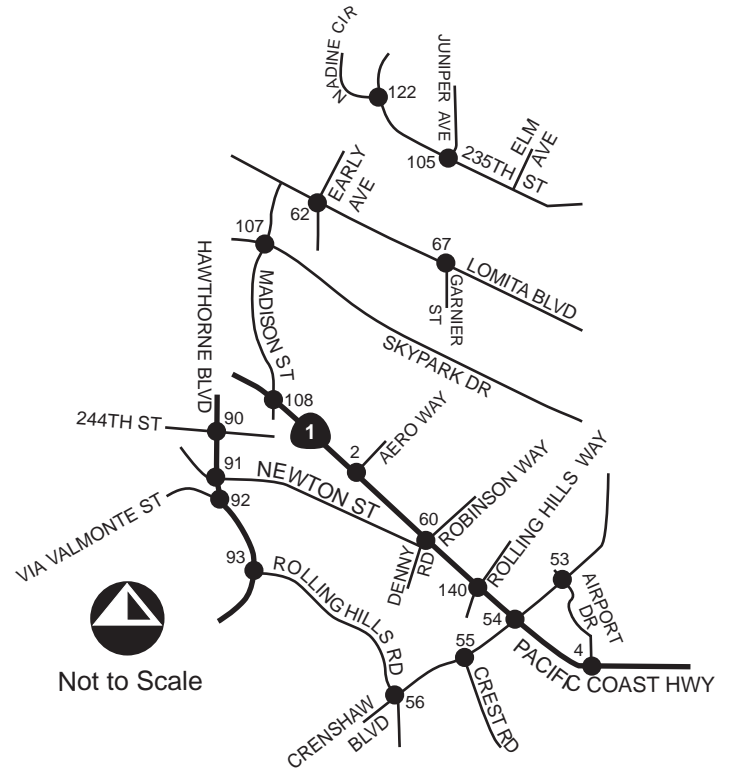 NADINE CIR
122
JUNIPER AVE
105
235TH ST
ELM
AVE
EARLY
AVE
62
107
67
LOMITA BLVD
GARNIER
ST
HAWTHORNE BLVD
MADISON ST
SKYPARK DR
108
1
244TH ST
90
2
AERO WAY
91
NEWTON ST
92
VIA VALMONTE ST
60
ROBINSON WAY
ROLLING HILLS WAY
DENNY
RD
93
ROLLING HILLS RD
140
53
AIRPORT
DR
54
55
4
PACIFIC COAST HWY
CREST RD
56
CRENSHAW
BLVD
Not to Scale